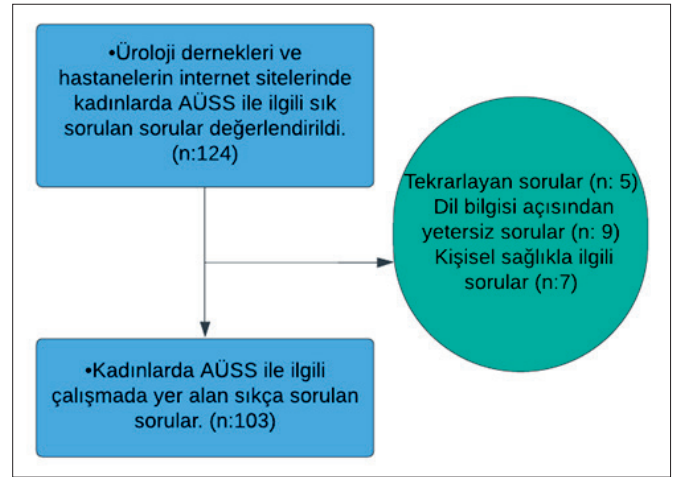 •Üroloji dernekleri ve
hastanelerin internet sitelerinde
kadınlarda AÜSS ile ilgili sık
sorulan sorular değerlendirildi.
(n:124)
Tekrarlayan sorular (n: 5)
Dil bilgisi açısından
yetersiz sorular (n: 9)
Kişisel sağlıkla ilgili
sorular (n:7)
•Kadınlarda AÜSS ile ilgili
çalışmada yer alan sıkça sorulan
sorular. (n:103)